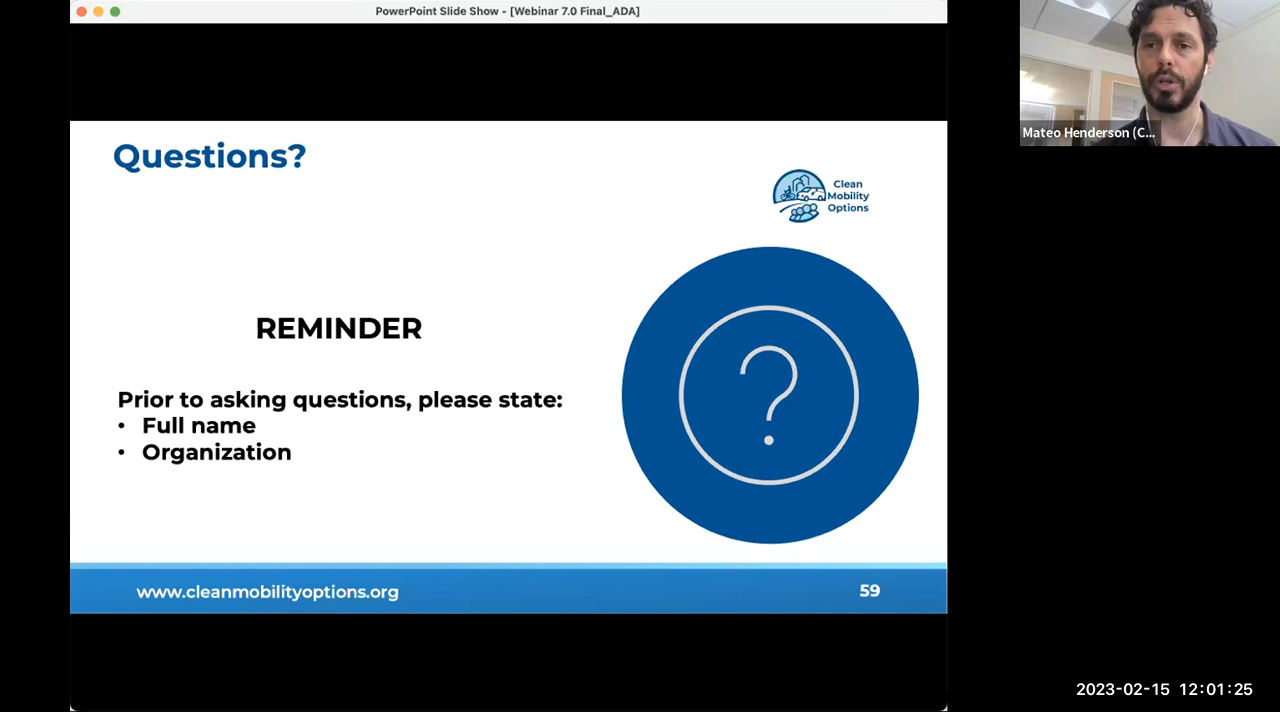 PowerPoint Slide Show - [Webinar 7.0 Final_ADA]
Questions?
Clean
Mobility
Options
REMINDER
Prior to asking questions, please state:
• Full name
• Organization
www.cleanmobilityoptions.org
59
Mateo Henderson (C...
2023-02-15 12:01:25